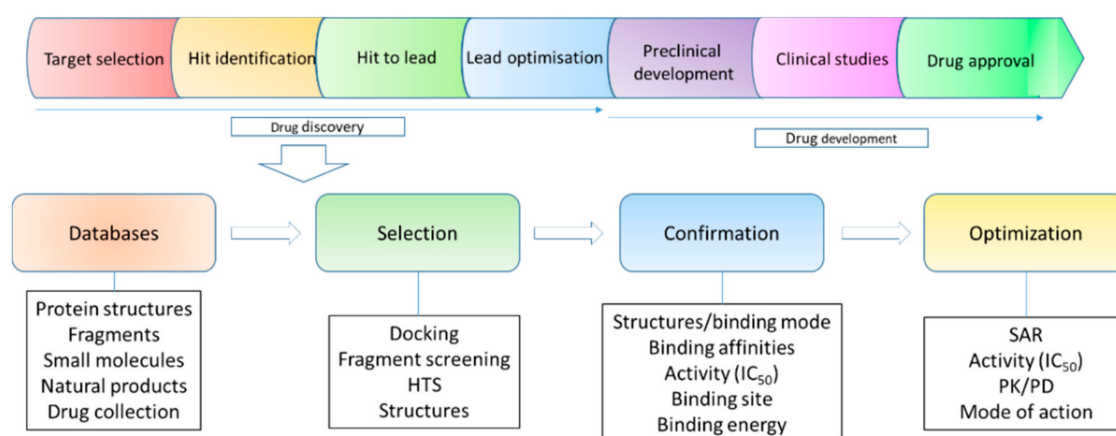 Target selection
Hit identification
Hit to lead
Lead optimisation
Preclinical
development
Clinical studies
Drug approval
Drug discovery
Drug development
Databases
Selection
Confirmation
Optimization
Protein structures
Fragments
Small molecules
Natural products
Drug collection
Docking
Fragment screening
HTS
Structures
Structures/binding mode
Binding affinities
Activity (IC₅₀)
Binding site
Binding energy
SAR
Activity (IC₅₀)
PK/PD
Mode of action